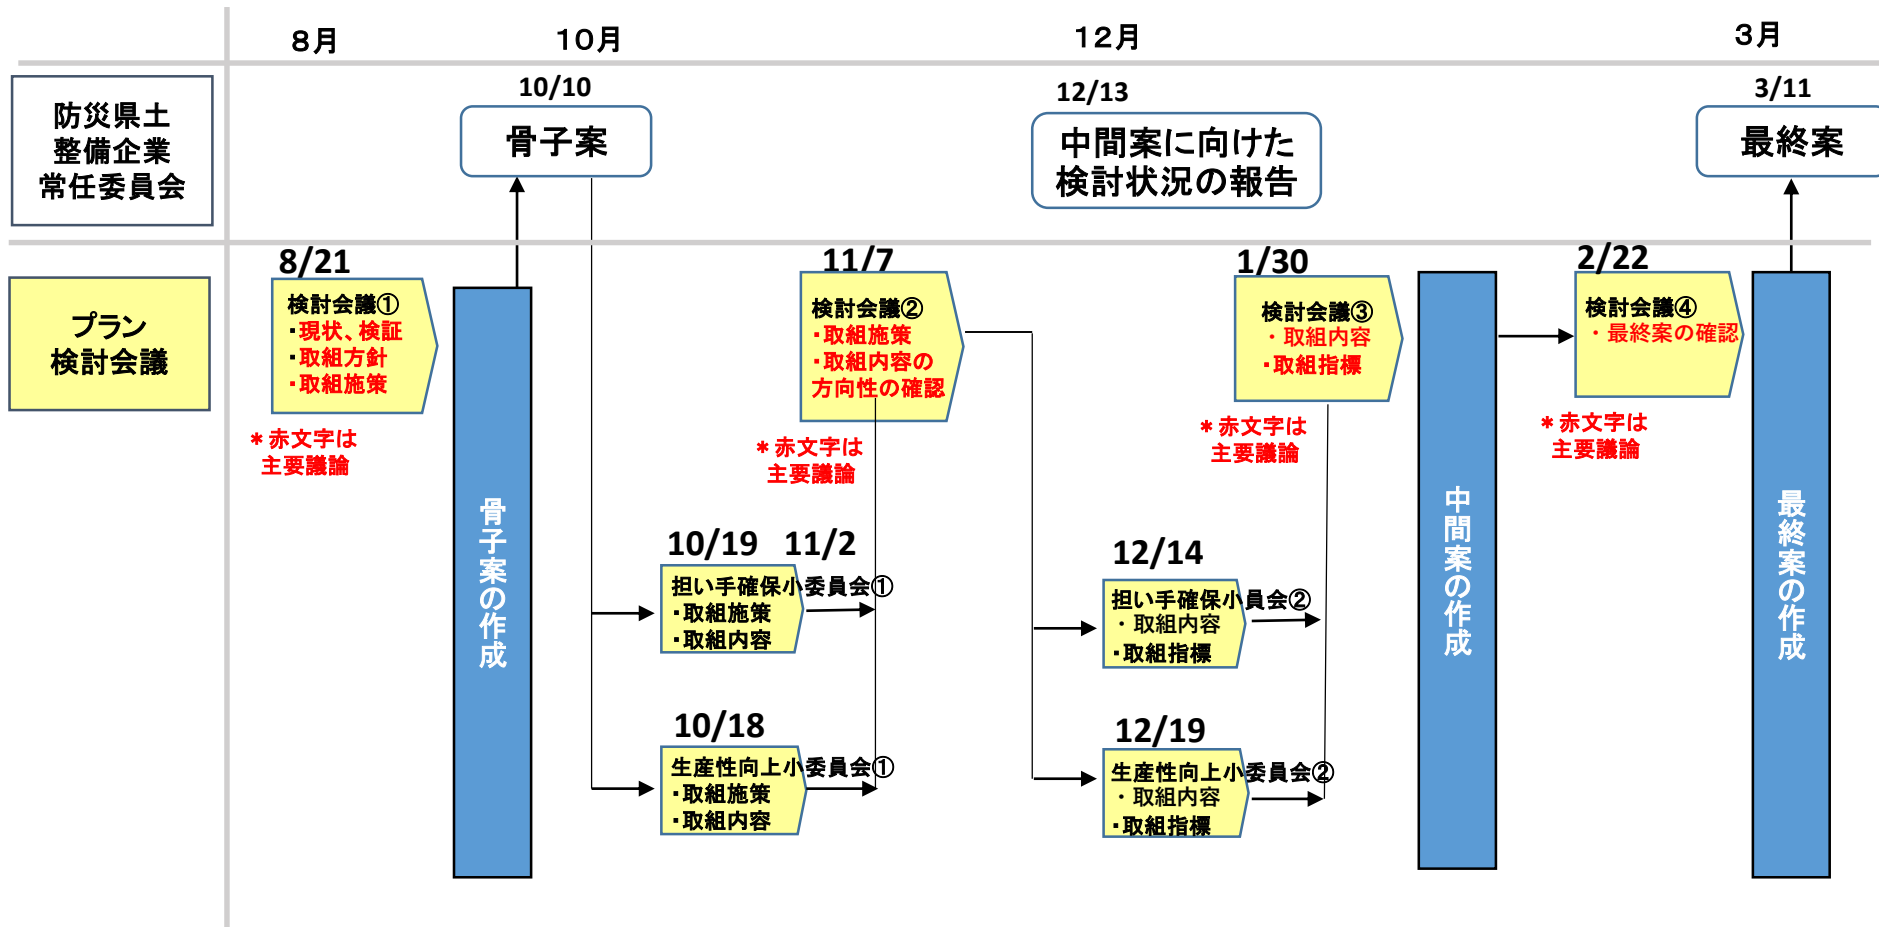 8月
10月
12月
3月
防災県土
整備企業
常任委員会
10/10
骨子案
12/13
中間案に向けた
検討状況の報告
3/11
最終案
プラン
検討会議
8/21
検討会議①
・現状、検証
・取組方針
・取組施策
*赤文字は
主要議論
骨子案の作成
11/7
検討会議②
・取組施策
・取組内容の
方向性の確認
*赤文字は
主要議論
10/19 11/2
担い手確保小委員会①
・取組施策
・取組内容
10/18
生産性向上小委員会①
・取組施策
・取組内容
1/30
検討会議③
・取組内容
・取組指標
*赤文字は
主要議論
12/14
担い手確保小員会②
・取組内容
・取組指標
12/19
生産性向上小委員会②
・取組内容
・取組指標
中間案の作成
2/22
検討会議④
・最終案の確認
*赤文字は
主要議論
最終案の作成